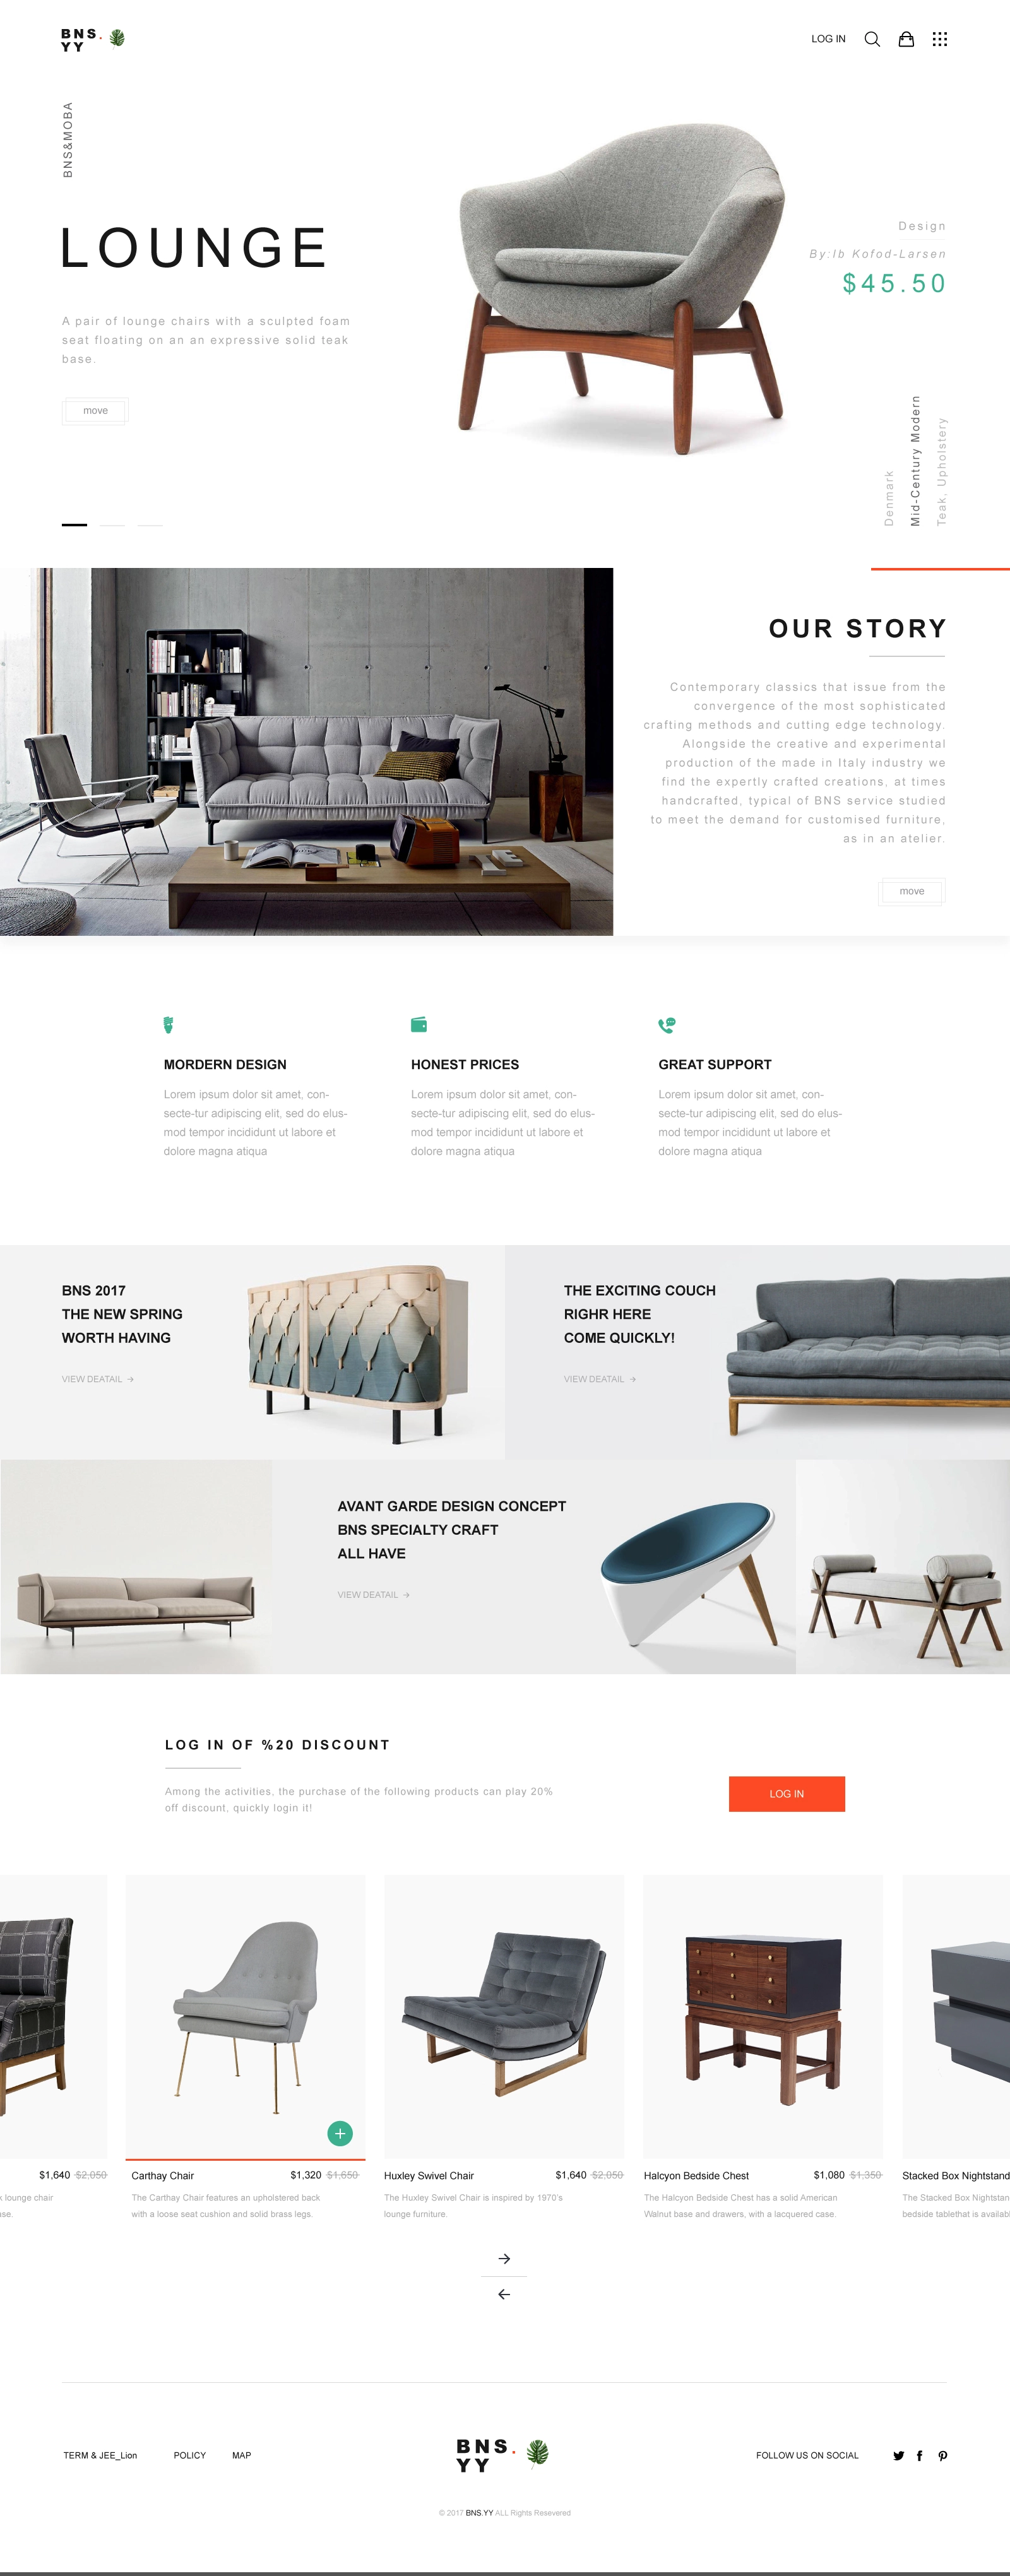 BNS.
YY
LOG IN
BNS&MOBA
LOUNGE
A pair of lounge chairs with a sculpted foam
seat floating on an an expressive solid teak
base.
move
Design
By:Ib Kofod-Larsen
$45.50
Denmark
Mid-Century Modern
Teak, Upholstery
OUR STORY
Contemporary classics that issue from the
convergence of the most sophisticated
crafting methods and cutting edge technology.
Alongside the creative and experimental
production of the made in Italy industry we
find the expertly crafted creations, at times
handcrafted, typical of BNS service studied
to meet the demand for customised furniture,
as in an atelier.
move
MORDERN DESIGN
Lorem ipsum dolor sit amet, con-
secte-tur adipiscing elit, sed do elus-
mod tempor incididunt ut labore et
dolore magna atiqua
HONEST PRICES
Lorem ipsum dolor sit amet, con-
secte-tur adipiscing elit, sed do elus-
mod tempor incididunt ut labore et
dolore magna atiqua
GREAT SUPPORT
Lorem ipsum dolor sit amet, con-
secte-tur adipiscing elit, sed do elus-
mod tempor incididunt ut labore et
dolore magna atiqua
BNS 2017
THE NEW SPRING
WORTH HAVING
VIEW DEATAIL →
THE EXCITING COUCH
RIGHR HERE
COME QUICKLY!
VIEW DEATAIL →
AVANT GARDE DESIGN CONCEPT
BNS SPECIALTY CRAFT
ALL HAVE
VIEW DEATAIL →
LOG IN OF %20 DISCOUNT
Among the activities, the purchase of the following products can play 20%
off discount, quickly login it!
LOG IN
$1,640 $2,050
lounge chair
Carthay Chair $1,320 $1,650
The Carthay Chair features an upholstered back
with a loose seat cushion and solid brass legs.
Huxley Swivel Chair $1,640 $2,050
The Huxley Swivel Chair is inspired by 1970's
lounge furniture.
Halcyon Bedside Chest $1,080 $1,350
The Halcyon Bedside Chest has a solid American
Walnut base and drawers, with a lacquered case.
Stacked Box Nightstand
The Stacked Box Nightstan
bedside tablethat is availabl
TERM & JEE_Lion POLICY MAP
BNS.
YY
FOLLOW US ON SOCIAL
© 2017 BNS.YY ALL Rights Resevered